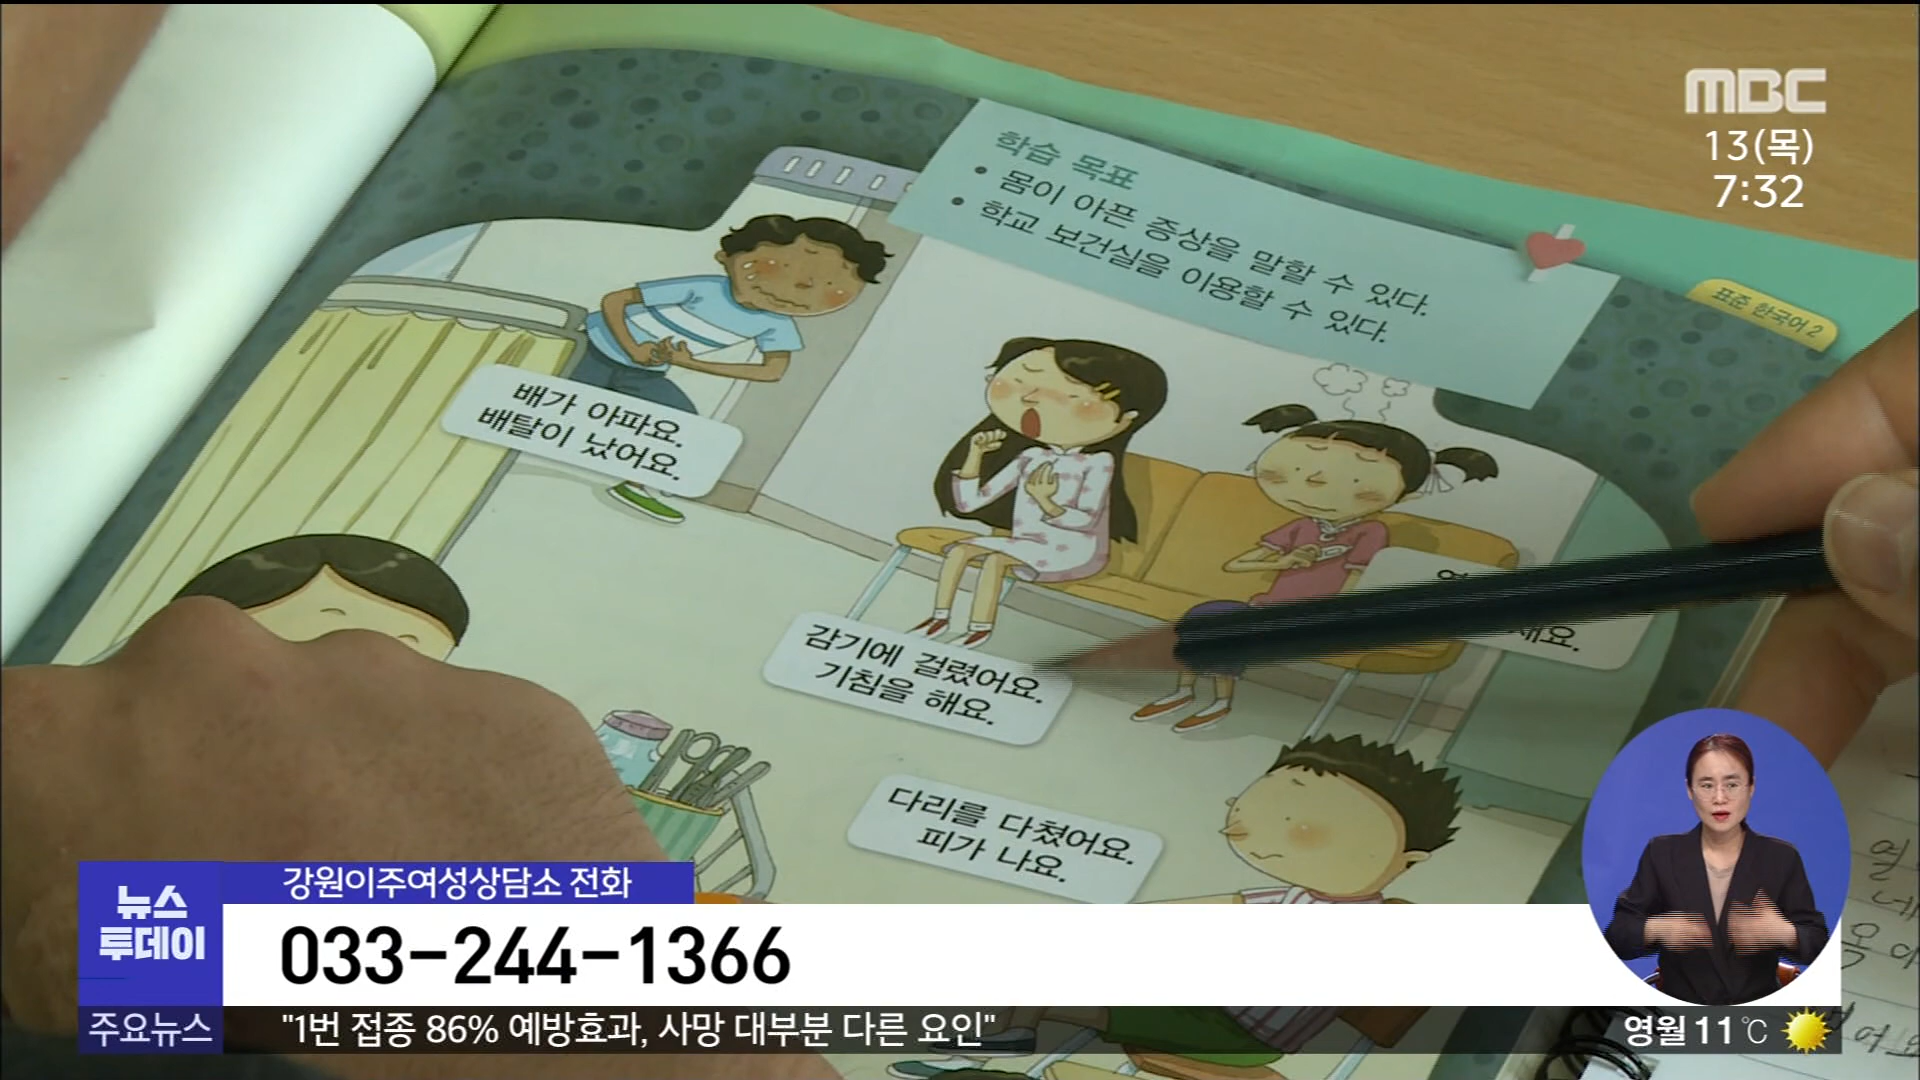 MBC
13(목)
7:32
학습 목표
• 몸이 아픈 증상을 말할 수 있다.
• 학교 보건실을 이용할 수 있다.
표준 한국어 2
배가 아파요.
배탈이 났어요.
감기에 걸렸어요.
기침을 해요.
다리를 다쳤어요.
피가 나요.
강원이주여성상담소 전화
뉴스
투데이
033-244-1366
주요뉴스
"1번 접종 86% 예방효과, 사망 대부분 다른 요인"
영월 11℃